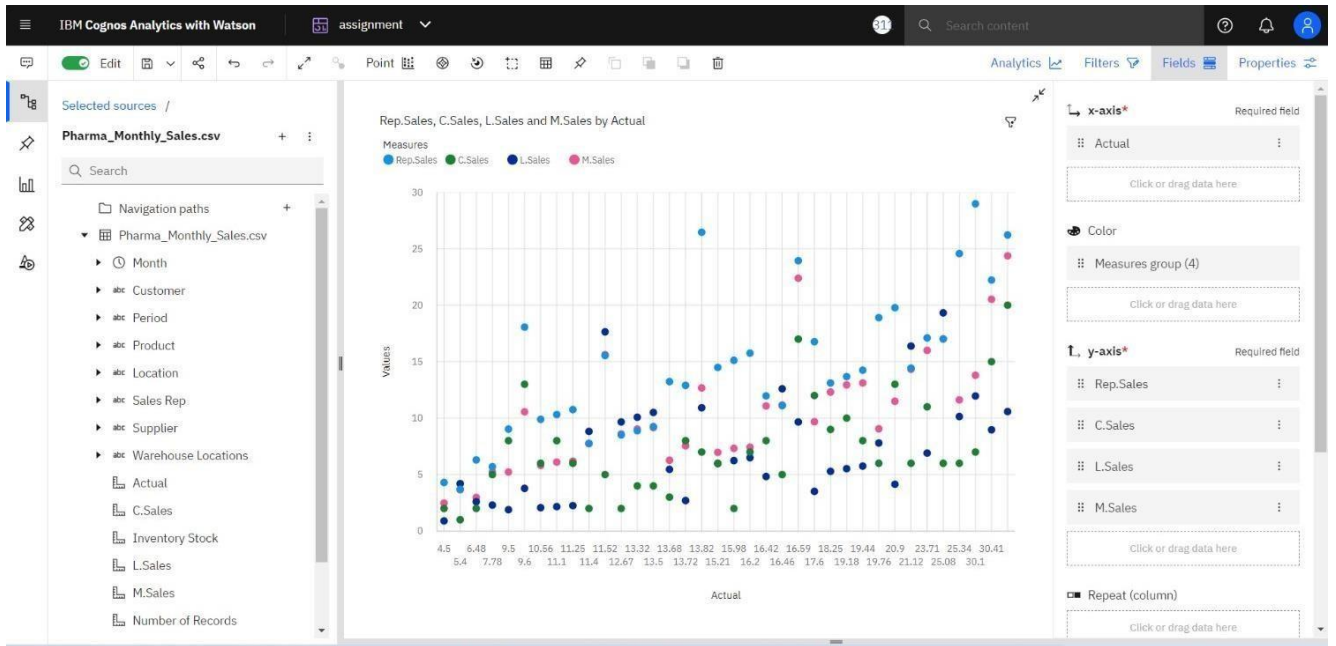 IBM Cognos Analytics with Watson
assignment
Search content
Edit
Point
Analytics
Filters
Fields
Properties
Selected sources /
Pharma_Monthly_Sales.csv
Search
Navigation paths
Pharma_Monthly_Sales.csv
Month
abc Customer
abc Period
abc Product
abc Location
abc Sales Rep
abc Supplier
abc Warehouse Locations
Actual
C.Sales
Inventory Stock
L.Sales
M.Sales
Number of Records
Rep.Sales, C.Sales, L.Sales and M.Sales by Actual
Measures
Rep.Sales C.Sales L.Sales M.Sales
30
25
20
15
10
5
0
Values
4.5 6.48 9.5 10.56 11.25 11.52 13.32 13.68 13.82 15.98 16.42 16.59 18.25 19.44 20.9 23.71 25.34 30.41
5.4 7.78 9.6 11.1 11.4 12.67 13.5 13.72 15.21 16.2 16.46 17.6 19.18 19.76 21.12 25.08 30.1
Actual
x-axis* Required field
Actual
Click or drag data here
Color
Measures group (4)
Click or drag data here
y-axis* Required field
Rep.Sales
C.Sales
L.Sales
M.Sales
Click or drag data here
Repeat (column)
Click or drag data here